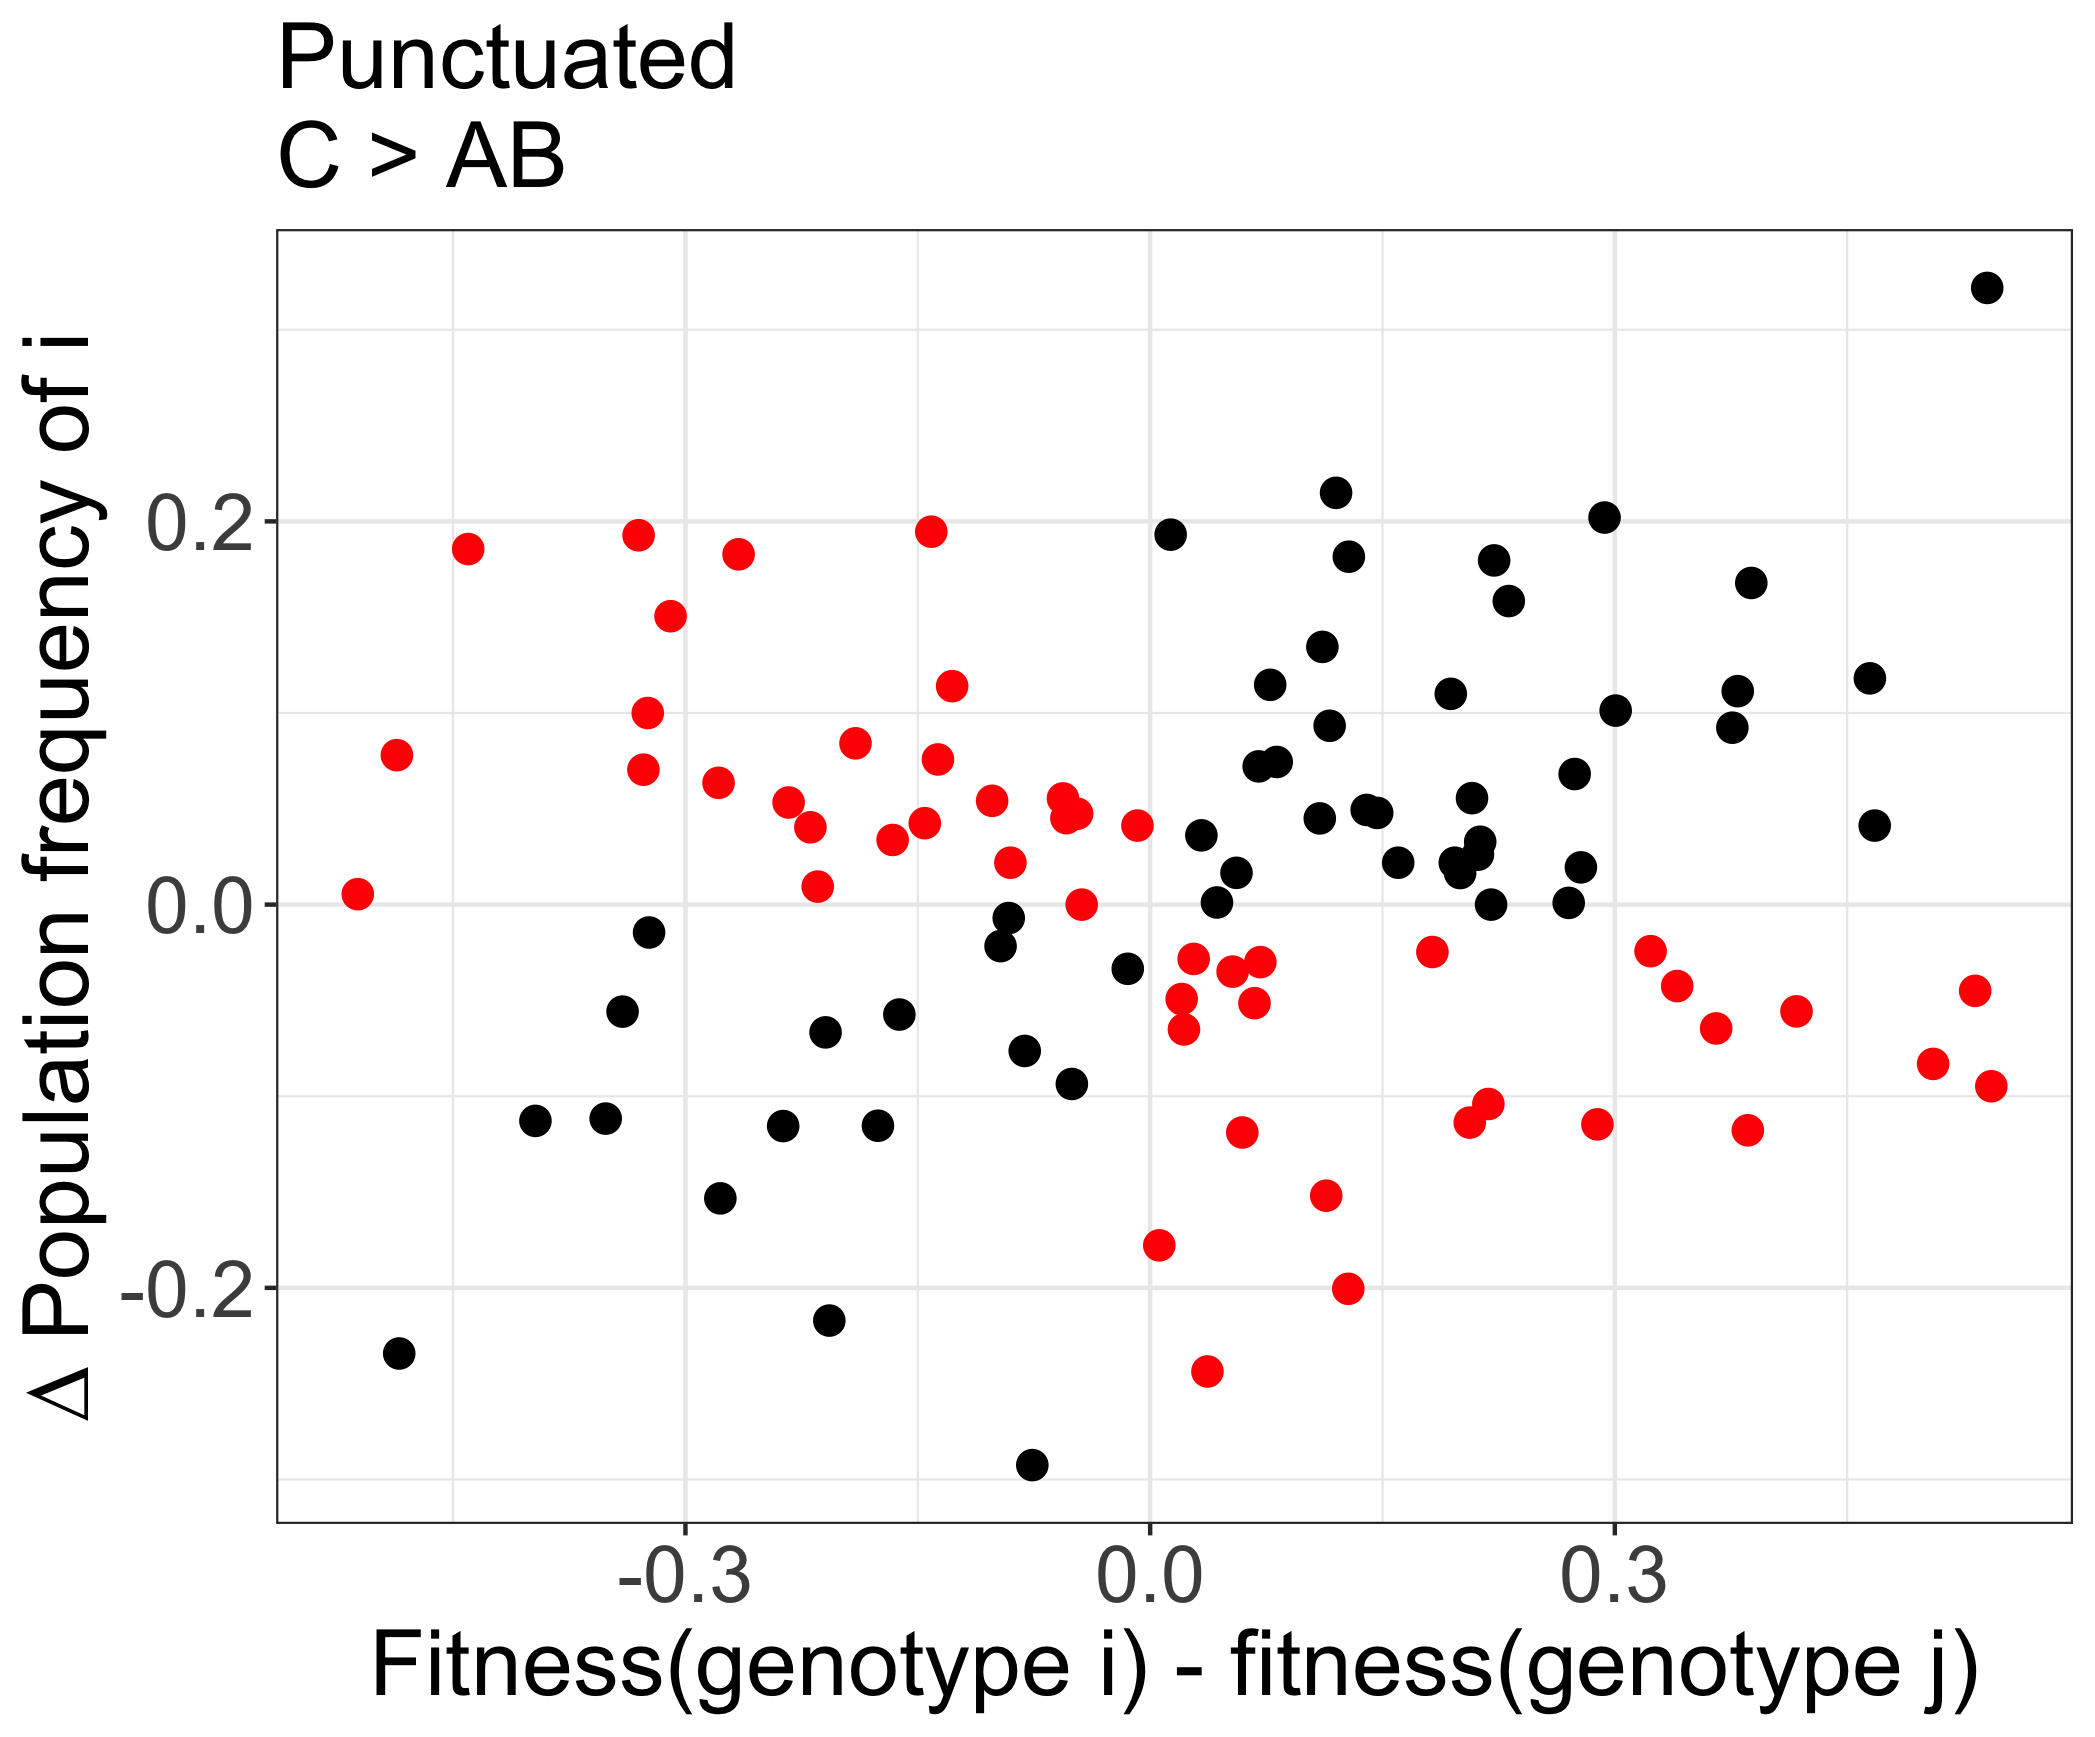 Punctuated
C > AB
Δ Population frequency of i
0.2
0.0
-0.2
-0.3 0.0 0.3
Fitness(genotype i) - fitness(genotype j)